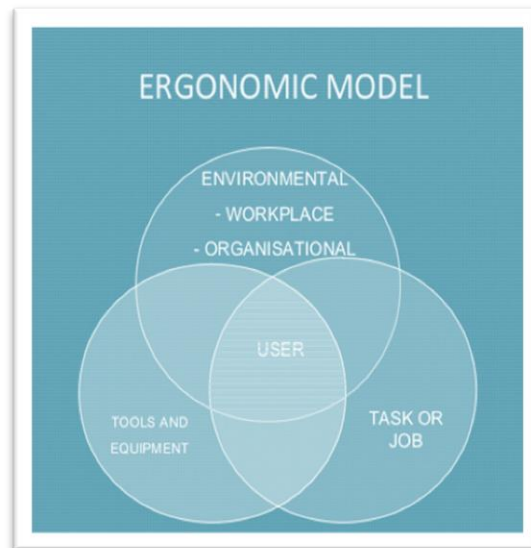 ERGONOMIC MODEL
ENVIRONMENTAL
- WORKPLACE
- ORGANISATIONAL
USER
TOOLS AND
EQUIPMENT
TASK OR
JOB